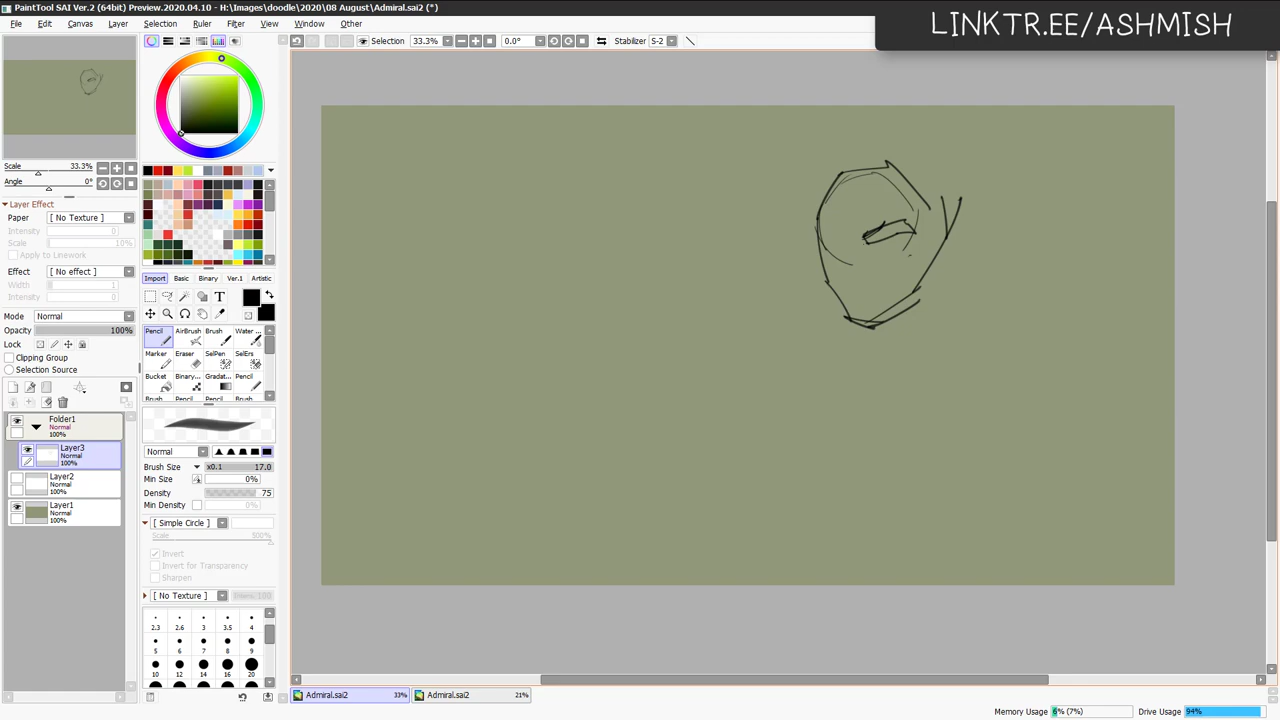 PaintTool SAI Ver.2 (64bit) Preview.2020.04.10 - H:\Images\doodle\2020\08 August\Admiral.sai2 (*)
LINKTR.EE/ASHMISH
File Edit Canvas Layer Selection Ruler Filter View Window Others
Selection 33.3% 0.0° Stabilizer S-2
Scale 33.3%
Angle 0°
Layer Effect
Paper [ No Texture ]
Intensity 0
Scale 10%
Apply to Linework
Effect [ No effect ]
Width 1
Intensity 0
Mode Normal
Opacity 100%
Lock
Clipping Group
Selection Source
Folder1
Normal
100%
Layer3
Normal
100%
Layer2
Normal
100%
Layer1
Normal
100%
Import Basic Binary Ver.1 Artistic
T
Pencil AirBrush Brush Water ...
Marker Eraser SelPen SelErs
Bucket Binary... Gradat... Pencil
Brush Pencil Pencil Brush
Normal
Brush Size x0.1 17.0
Min Size 0%
Density 75
Min Density 0%
[ Simple Circle ]
Scale 500%
Invert
Invert for Transparency
Sharpen
[ No Texture ]
2.3 2.6 3 3.5 4
5 6 7 8 9
10 12 14 16 20
Admiral.sai2 33% Admiral.sai2 21%
Memory Usage 6% (7%) Drive Usage 94%